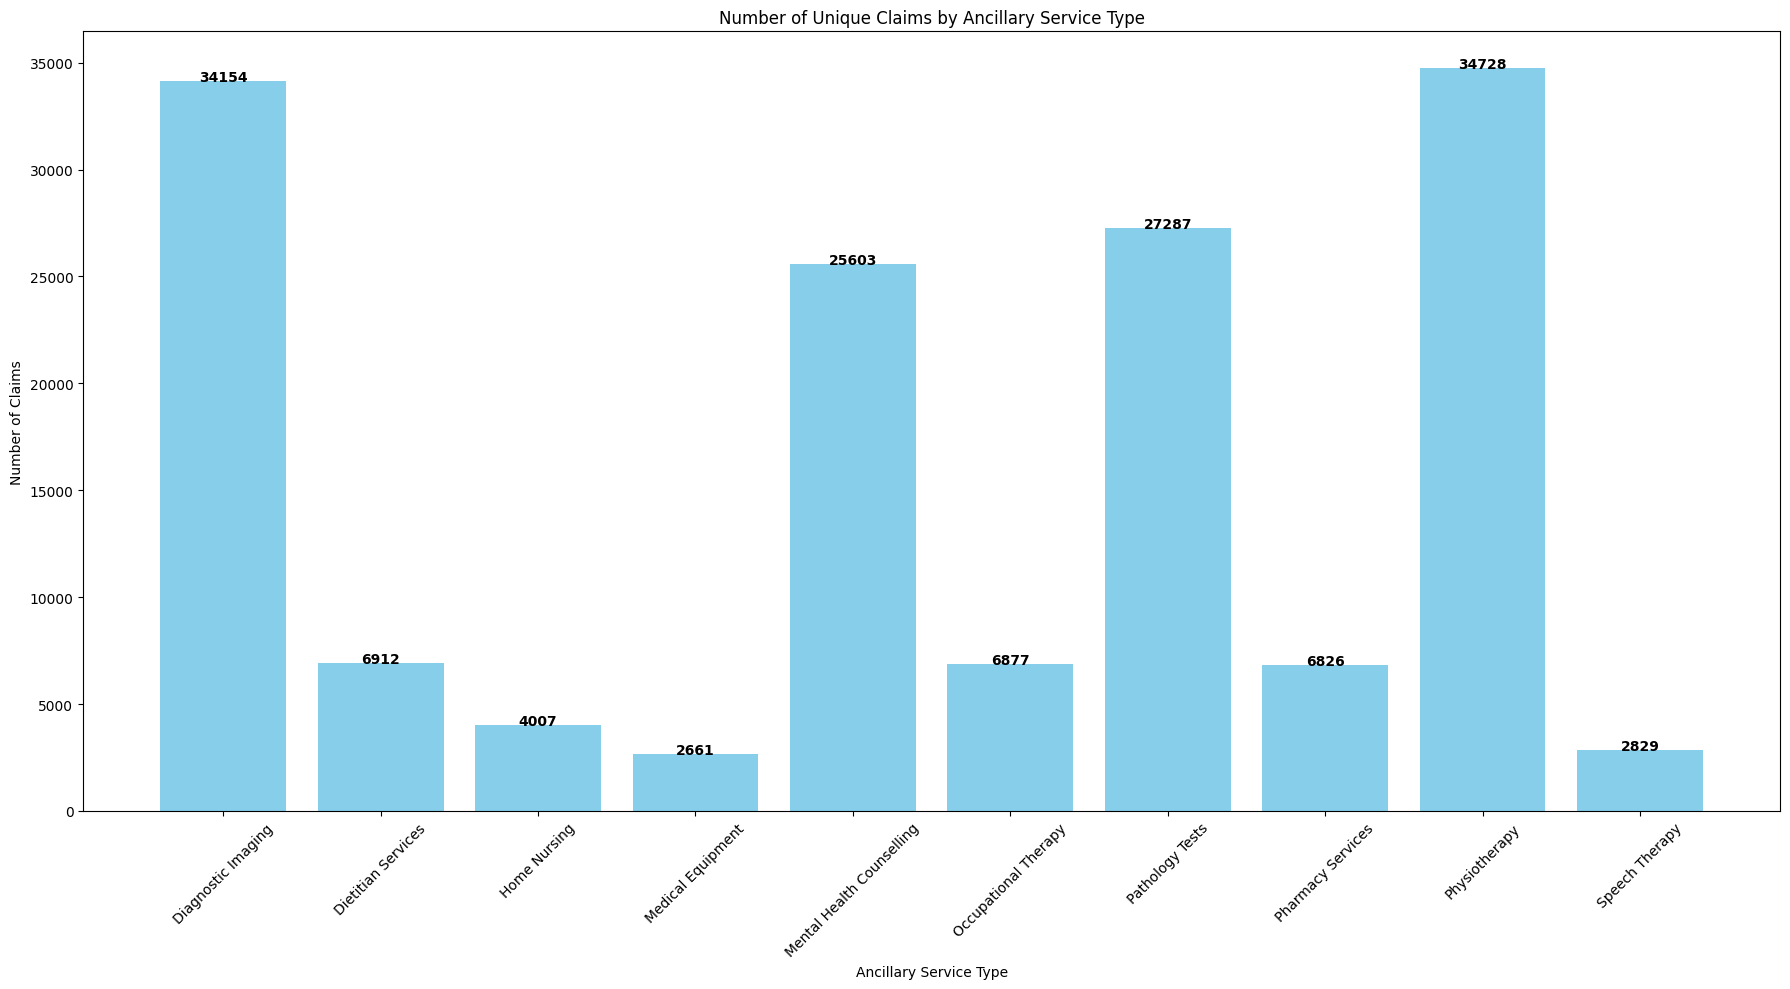 Number of Unique Claims by Ancillary Service Type
Number of Claims
35000
30000
25000
20000
15000
10000
5000
0
34154
6912
4007
2661
25603
6877
27287
6826
34728
2829
Diagnostic Imaging
Dietitian Services
Home Nursing
Medical Equipment
Mental Health Counselling
Occupational Therapy
Pathology Tests
Pharmacy Services
Physiotherapy
Speech Therapy
Ancillary Service Type